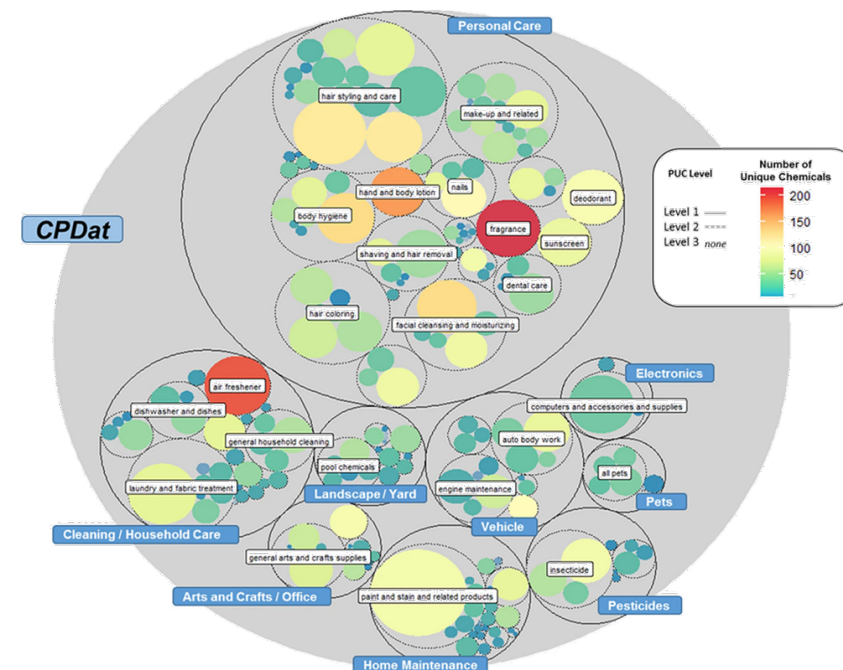 Personal Care
hair styling and care
make-up and related
hand and body lotion
nails
body hygiene
deodorant
fragrance
sunscreen
shaving and hair removal
dental care
hair coloring
facial cleansing and moisturizing
CPDat
PUC Level
Level 1
Level 2
Level 3 none
Number of
Unique Chemicals
200
150
100
50
air freshener
dishwasher and dishes
general household cleaning
laundry and fabric treatment
Cleaning / Household Care
pool chemicals
Landscape / Yard
Electronics
computers and accessories and supplies
auto body work
engine maintenance
Vehicle
all pets
Pets
general arts and crafts supplies
Arts and Crafts / Office
paint and stain and related products
Home Maintenance
insecticide
Pesticides